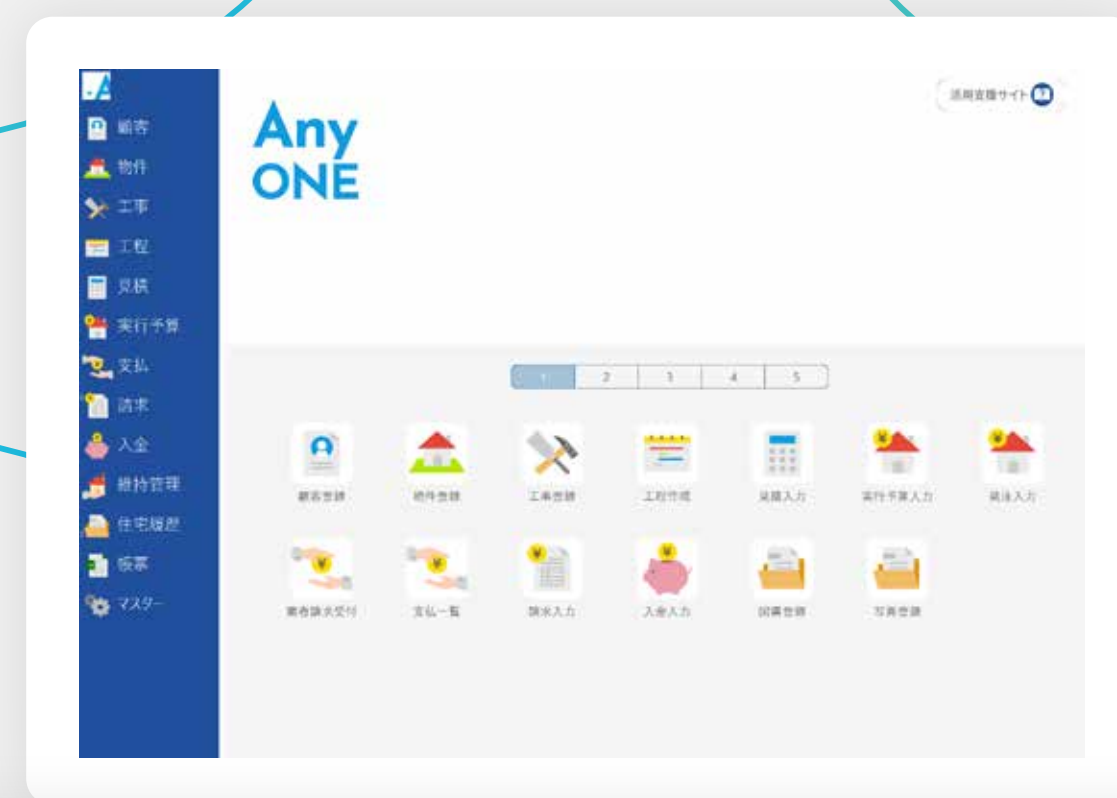 活用支援サイト
Any
ONE
顧客
物件
工事
工程
見積
実行予算
支払
請求
入金
維持管理
住宅履歴
帳票
マスター
1 2 3 4 5
顧客登録 物件登録 工事登録 工程作成 見積入力 実行予算入力 発注入力
業者請求受付 支払一覧 請求入力 入金入力 図書登録 写真登録